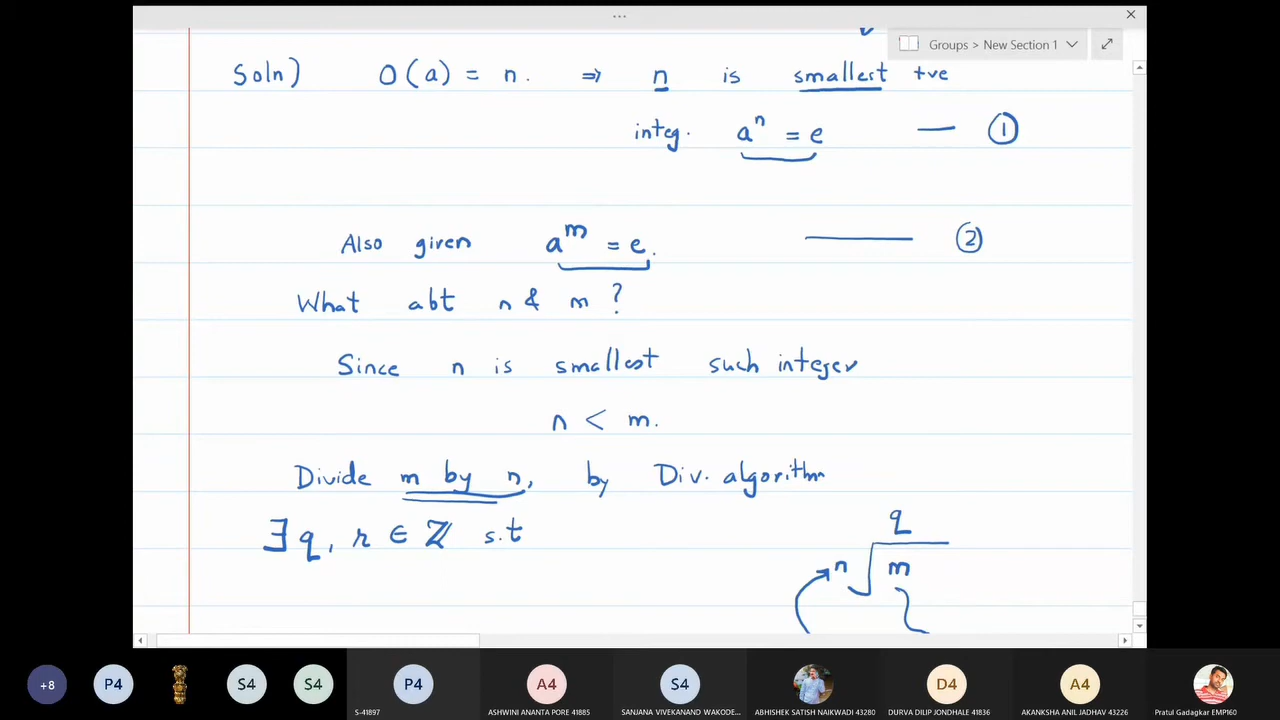 Groups > New Section 1
Soln) O(a) = n. ⇒ n is smallest +ve
integ. aⁿ = e — ①
Also given aᵐ = e. — ②
What abt n & m ?
Since n is smallest such integer
n < m.
Divide m by n, by Div. algorithm
∃ q, r ∈ ℤ s.t
q
n m
+8
P4
S4
S4
P4
A4
S4
D4
A4
S-41897
ASHWINI ANANTA PORE 41885
SANJANA VIVEKANAND WAKODE...
ABHISHEK SATISH NAIKWADI 43280
DURVA DILIP JONDHALE 41836
AKANKSHA ANIL JADHAV 43226
Pratul Gadagkar EMP160